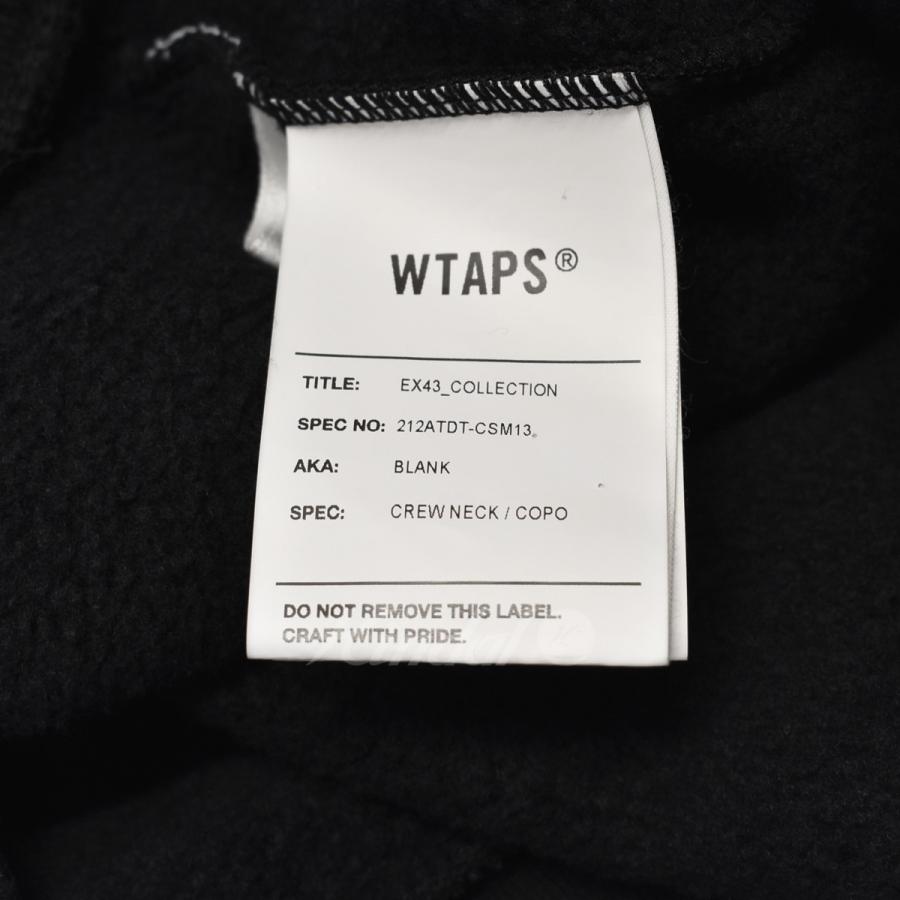 WTAPS®
TITLE: EX43_COLLECTION
SPEC NO: 212ATDT-CSM13
AKA: BLANK
SPEC: CREW NECK / COPO
DO NOT REMOVE THIS LABEL.
CRAFT WITH PRIDE.